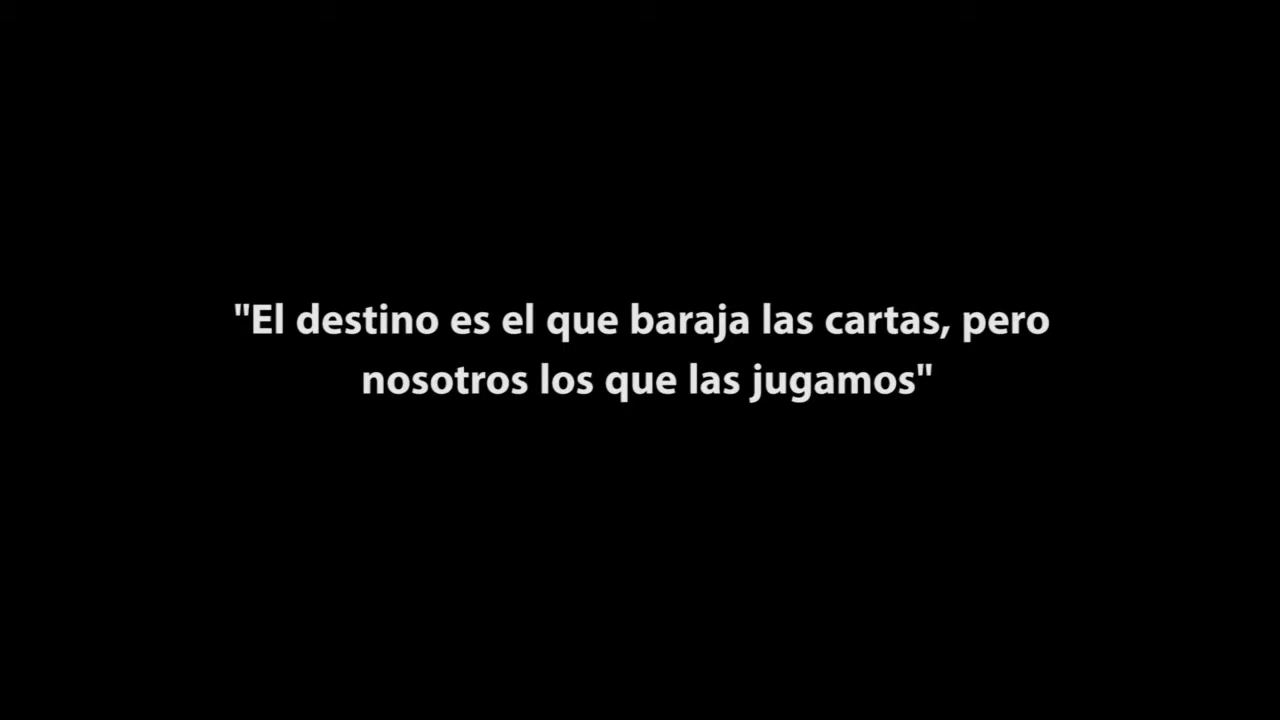 "El destino es el que baraja las cartas, pero
nosotros los que las jugamos"